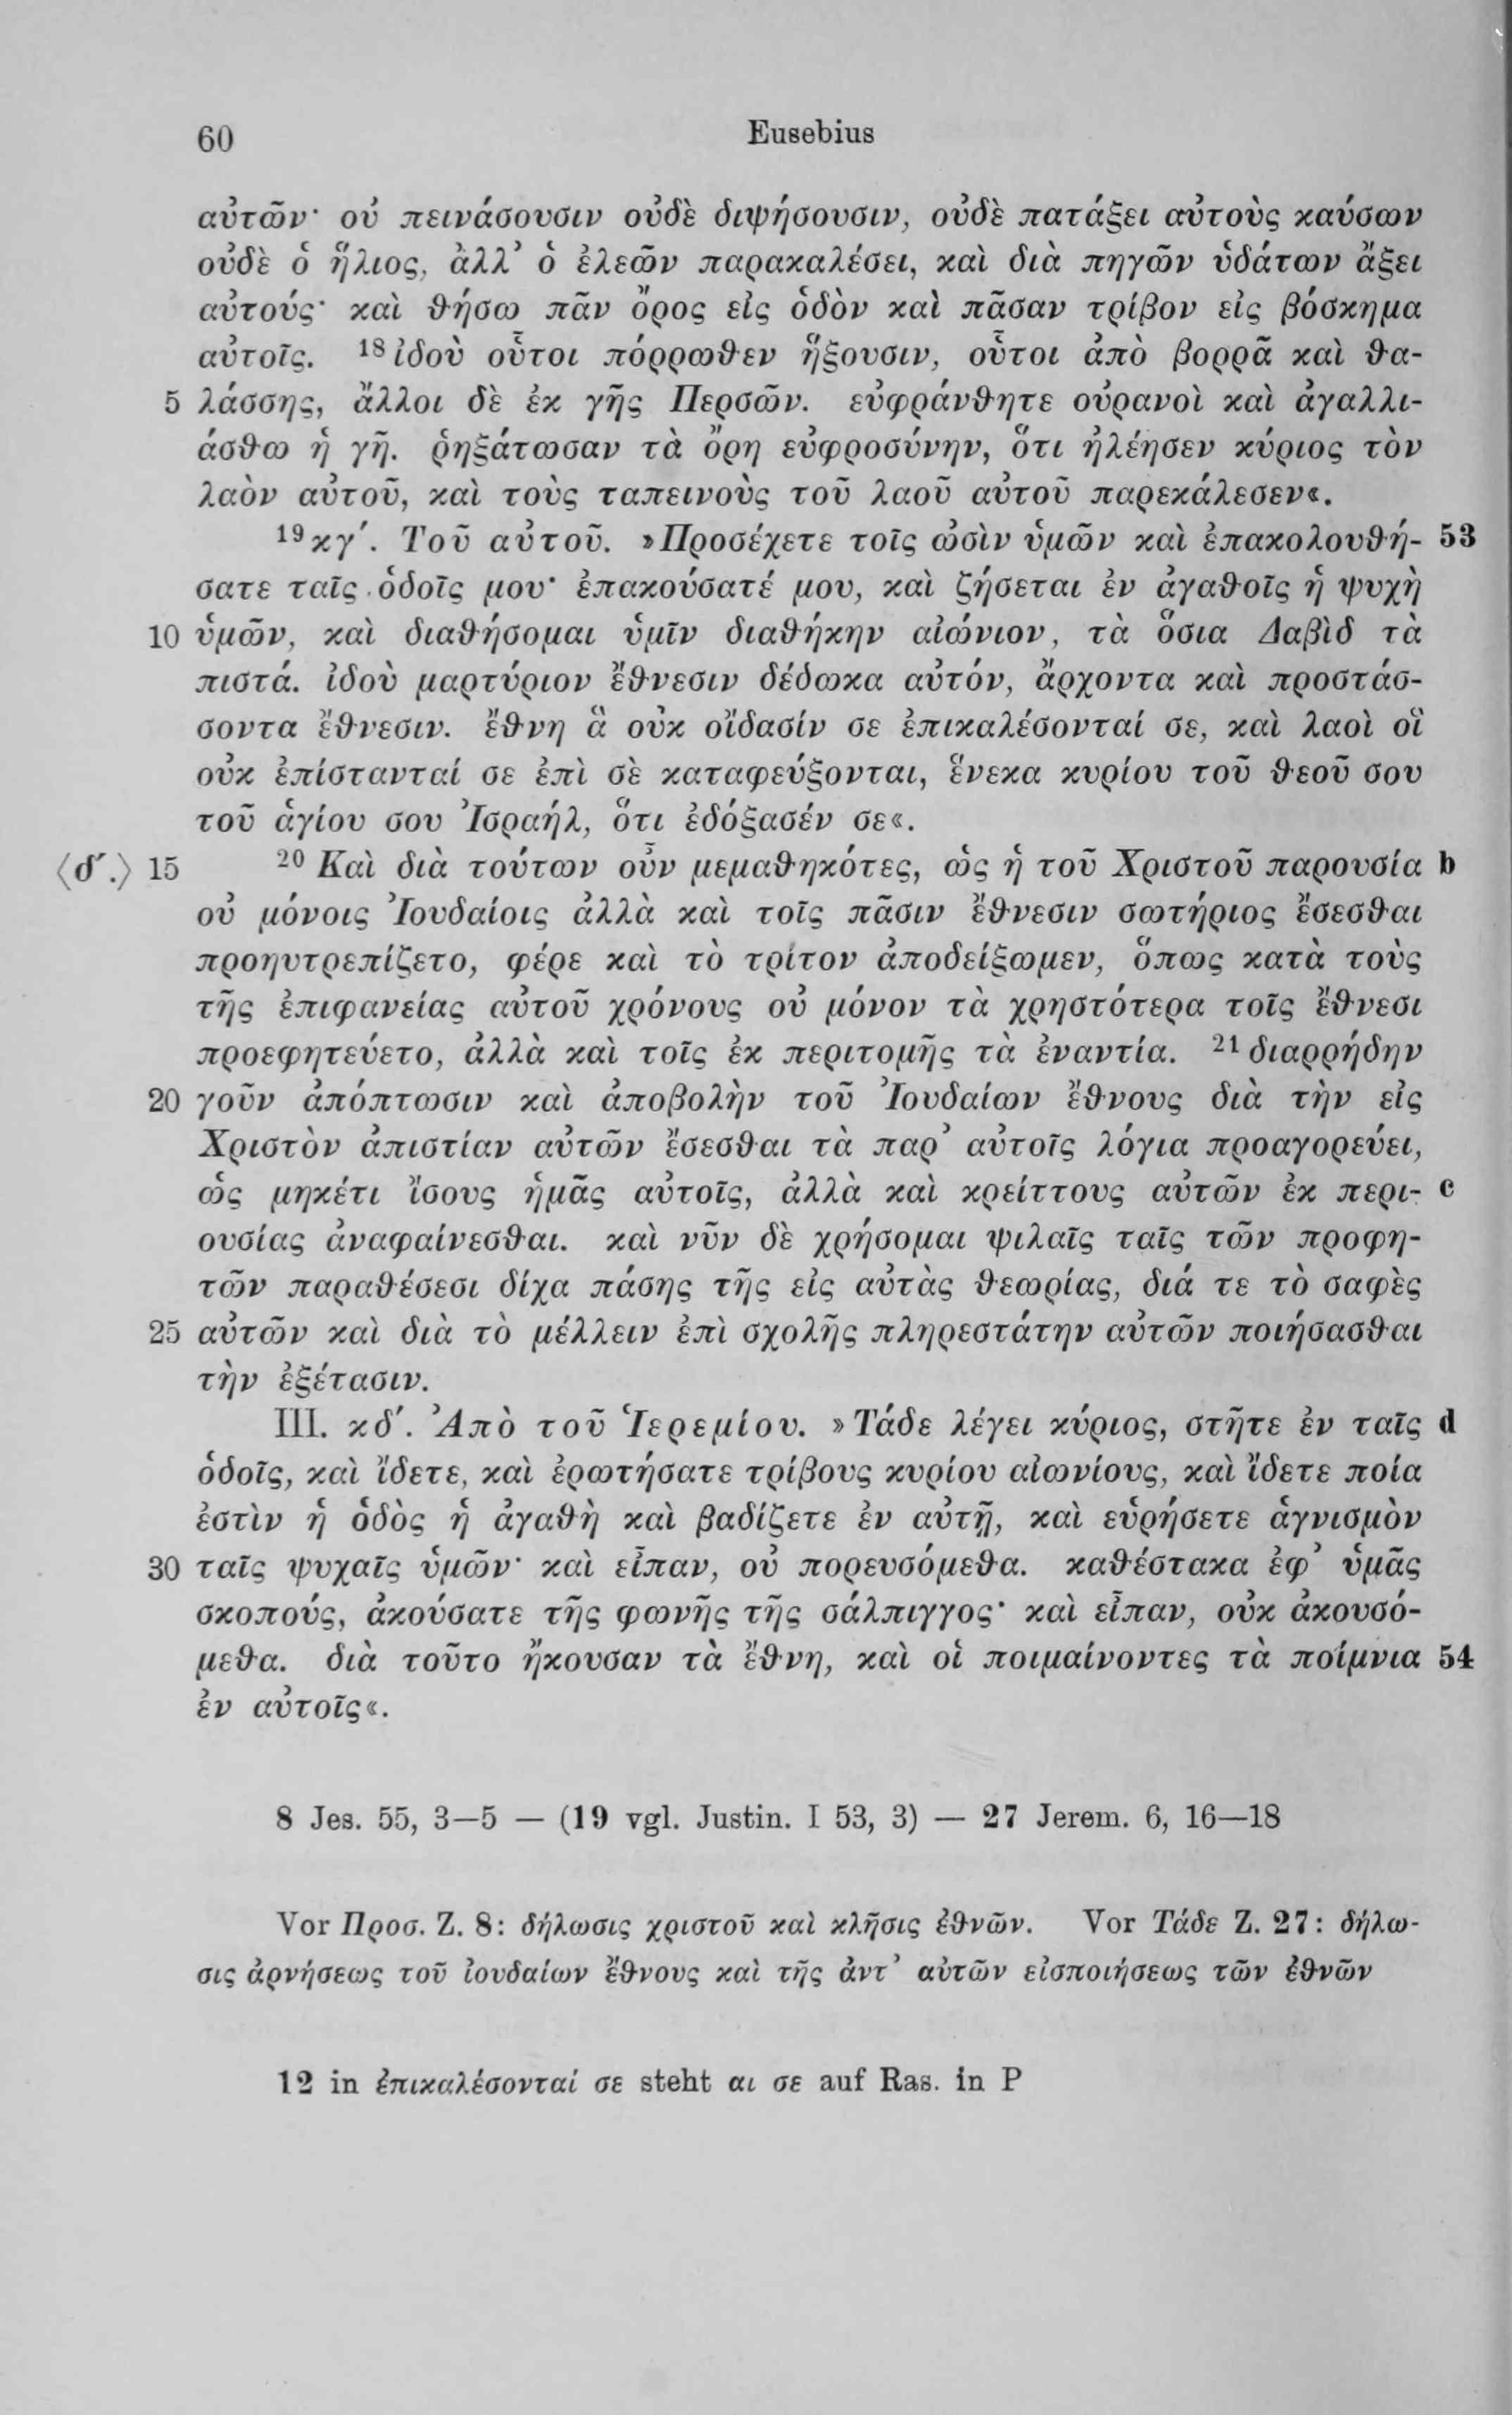 60 Eusebius
αὐτῶν· οὐ πεινάσουσιν οὐδὲ διψήσουσιν, οὐδὲ πατάξει αὐτοὺς καύσων
οὐδὲ ὁ ἥλιος, ἀλλ’ ὁ ἐλεῶν παρακαλέσει, καὶ διὰ πηγῶν ὑδάτων ἄξει
αὐτούς· καὶ θήσω πᾶν ὄρος εἰς ὁδὸν καὶ πᾶσαν τρίβον εἰς βόσκημα
αὐτοῖς. ¹⁸ ἰδοὺ οὗτοι πόρρωθεν ἥξουσιν, οὗτοι ἀπὸ βορρᾶ καὶ θα-
5 λάσσης, ἄλλοι δὲ ἐκ γῆς Περσῶν. εὐφράνθητε οὐρανοὶ καὶ ἀγαλλι-
άσθω ἡ γῆ. ῥηξάτωσαν τὰ ὄρη εὐφροσύνην, ὅτι ἠλέησεν κύριος τὸν
λαὸν αὐτοῦ, καὶ τοὺς ταπεινοὺς τοῦ λαοῦ αὐτοῦ παρεκάλεσεν«.
¹⁹ κγʹ. Τοῦ αὐτοῦ. »Προσέχετε τοῖς ὠσὶν ὑμῶν καὶ ἐπακολουθή- 53
σατε ταῖς ὁδοῖς μου· ἐπακούσατέ μου, καὶ ζήσεται ἐν ἀγαθοῖς ἡ ψυχὴ
10 ὑμῶν, καὶ διαθήσομαι ὑμῖν διαθήκην αἰώνιον, τὰ ὅσια Δαβὶδ τὰ
πιστά. ἰδοὺ μαρτύριον ἔθνεσιν δέδωκα αὐτόν, ἄρχοντα καὶ προστάσ-
σοντα ἔθνεσιν. ἔθνη ἃ οὐκ οἴδασίν σε ἐπικαλέσονταί σε, καὶ λαοὶ οἳ
οὐκ ἐπίστανταί σε ἐπὶ σὲ καταφεύξονται, ἕνεκα κυρίου τοῦ θεοῦ σου
τοῦ ἁγίου σου Ἰσραήλ, ὅτι ἐδόξασέν σε«.
⟨δʹ.⟩ 15 ²⁰ Καὶ διὰ τούτων οὖν μεμαθηκότες, ὡς ἡ τοῦ Χριστοῦ παρουσία b
οὐ μόνοις Ἰουδαίοις ἀλλὰ καὶ τοῖς πᾶσιν ἔθνεσιν σωτήριος ἔσεσθαι
προηυτρεπίζετο, φέρε καὶ τὸ τρίτον ἀποδείξωμεν, ὅπως κατὰ τοὺς
τῆς ἐπιφανείας αὐτοῦ χρόνους οὐ μόνον τὰ χρηστότερα τοῖς ἔθνεσι
προεφητεύετο, ἀλλὰ καὶ τοῖς ἐκ περιτομῆς τὰ ἐναντία. ²¹ διαρρήδην
20 γοῦν ἀπόπτωσιν καὶ ἀποβολὴν τοῦ Ἰουδαίων ἔθνους διὰ τὴν εἰς
Χριστὸν ἀπιστίαν αὐτῶν ἔσεσθαι τὰ παρ’ αὐτοῖς λόγια προαγορεύει,
ὡς μηκέτι ἴσους ἡμᾶς αὐτοῖς, ἀλλὰ καὶ κρείττους αὐτῶν ἐκ περι- c
ουσίας ἀναφαίνεσθαι. καὶ νῦν δὲ χρήσομαι ψιλαῖς ταῖς τῶν προφη-
τῶν παραθέσεσι δίχα πάσης τῆς εἰς αὐτὰς θεωρίας, διά τε τὸ σαφὲς
25 αὐτῶν καὶ διὰ τὸ μέλλειν ἐπὶ σχολῆς πληρεστάτην αὐτῶν ποιήσασθαι
τὴν ἐξέτασιν.
III. κδʹ. Ἀπὸ τοῦ Ἱερεμίου. »Τάδε λέγει κύριος, στῆτε ἐν ταῖς d
ὁδοῖς, καὶ ἴδετε, καὶ ἐρωτήσατε τρίβους κυρίου αἰωνίους, καὶ ἴδετε ποία
ἐστὶν ἡ ὁδὸς ἡ ἀγαθὴ καὶ βαδίζετε ἐν αὐτῇ, καὶ εὑρήσετε ἁγνισμὸν
30 ταῖς ψυχαῖς ὑμῶν· καὶ εἶπαν, οὐ πορευσόμεθα. καθέστακα ἐφ’ ὑμᾶς
σκοπούς, ἀκούσατε τῆς φωνῆς τῆς σάλπιγγος· καὶ εἶπαν, οὐκ ἀκουσό-
μεθα. διὰ τοῦτο ἤκουσαν τὰ ἔθνη, καὶ οἱ ποιμαίνοντες τὰ ποίμνια 54
ἐν αὐτοῖς«.
8 Jes. 55, 3—5 — (19 vgl. Justin. I 53, 3) — 27 Jerem. 6, 16—18
Vor Προσ. Z. 8: δήλωσις χριστοῦ καὶ κλῆσις ἐθνῶν. Vor Τάδε Z. 27: δήλω-
σις ἀρνήσεως τοῦ ἰουδαίων ἔθνους καὶ τῆς ἀντ’ αὐτῶν εἰσποιήσεως τῶν ἐθνῶν
12 in ἐπικαλέσονταί σε steht αι σε auf Ras. in P